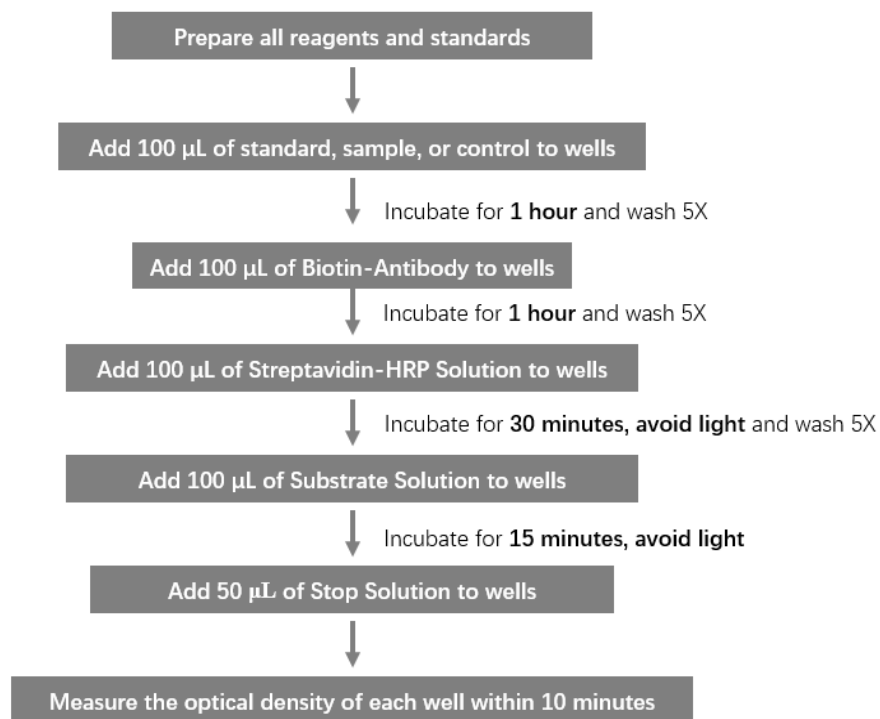 Prepare all reagents and standards
Add 100 μL of standard, sample, or control to wells
Incubate for 1 hour and wash 5X
Add 100 μL of Biotin-Antibody to wells
Incubate for 1 hour and wash 5X
Add 100 μL of Streptavidin-HRP Solution to wells
Incubate for 30 minutes, avoid light and wash 5X
Add 100 μL of Substrate Solution to wells
Incubate for 15 minutes, avoid light
Add 50 μL of Stop Solution to wells
Measure the optical density of each well within 10 minutes